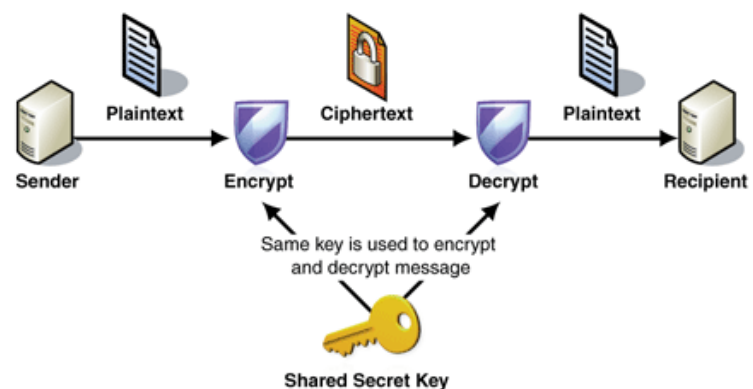 Plaintext
Ciphertext
Plaintext
Sender
Encrypt
Decrypt
Recipient
Same key is used to encrypt
and decrypt message
Shared Secret Key